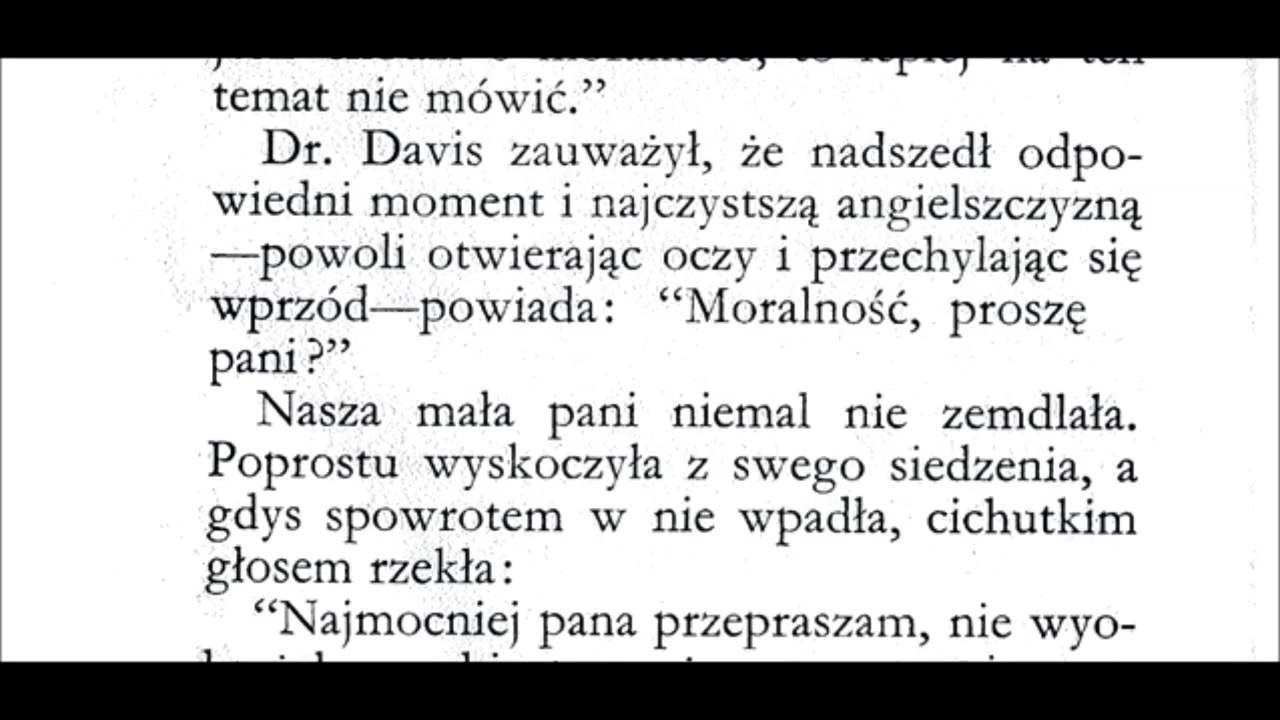 temat nie mówić.”
Dr. Davis zauważył, że nadszedł odpo-
wiedni moment i najczystszą angielszczyzną
—powoli otwierając oczy i przechylając się
wprzód—powiada: “Moralność, proszę
pani?”
Nasza mała pani niemal nie zemdlała.
Poprostu wyskoczyła z swego siedzenia, a
gdys spowrotem w nie wpadła, cichutkim
głosem rzekła:
“Najmocniej pana przepraszam, nie wyo-